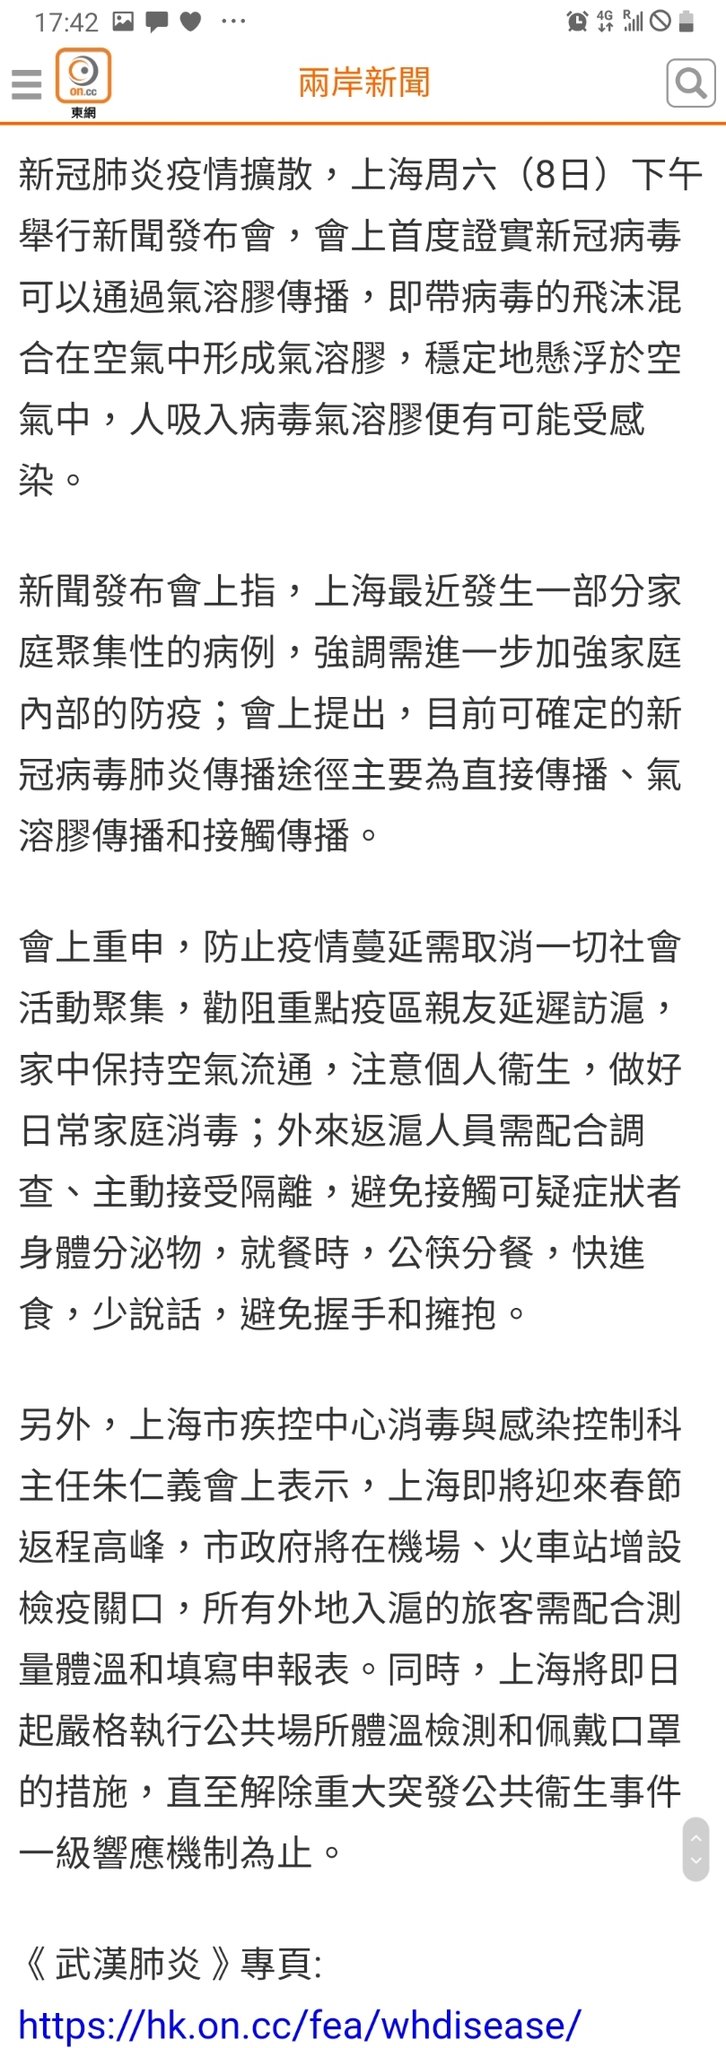 17:42
4G
R
on.cc
東網
兩岸新聞
新冠肺炎疫情擴散，上海周六（8日）下午
舉行新聞發布會，會上首度證實新冠病毒
可以通過氣溶膠傳播，即帶病毒的飛沫混
合在空氣中形成氣溶膠，穩定地懸浮於空
氣中，人吸入病毒氣溶膠便有可能受感
染。
新聞發布會上指，上海最近發生一部分家
庭聚集性的病例，強調需進一步加強家庭
內部的防疫；會上提出，目前可確定的新
冠病毒肺炎傳播途徑主要為直接傳播、氣
溶膠傳播和接觸傳播。
會上重申，防止疫情蔓延需取消一切社會
活動聚集，勸阻重點疫區親友延遲訪滬，
家中保持空氣流通，注意個人衞生，做好
日常家庭消毒；外來返滬人員需配合調
查、主動接受隔離，避免接觸可疑症狀者
身體分泌物，就餐時，公筷分餐，快進
食，少說話，避免握手和擁抱。
另外，上海市疾控中心消毒與感染控制科
主任朱仁義會上表示，上海即將迎來春節
返程高峰，市政府將在機場、火車站增設
檢疫關口，所有外地入滬的旅客需配合測
量體溫和填寫申報表。同時，上海將即日
起嚴格執行公共場所體溫檢測和佩戴口罩
的措施，直至解除重大突發公共衞生事件
一級響應機制為止。
《 武漢肺炎 》專頁:
https://hk.on.cc/fea/whdisease/